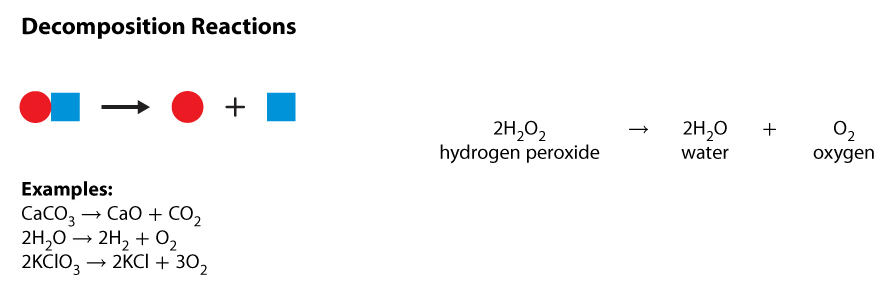 Decomposition Reactions
+
2H₂O₂ → 2H₂O + O₂
hydrogen peroxide water oxygen
Examples:
CaCO₃ → CaO + CO₂
2H₂O → 2H₂ + O₂
2KClO₃ → 2KCl + 3O₂